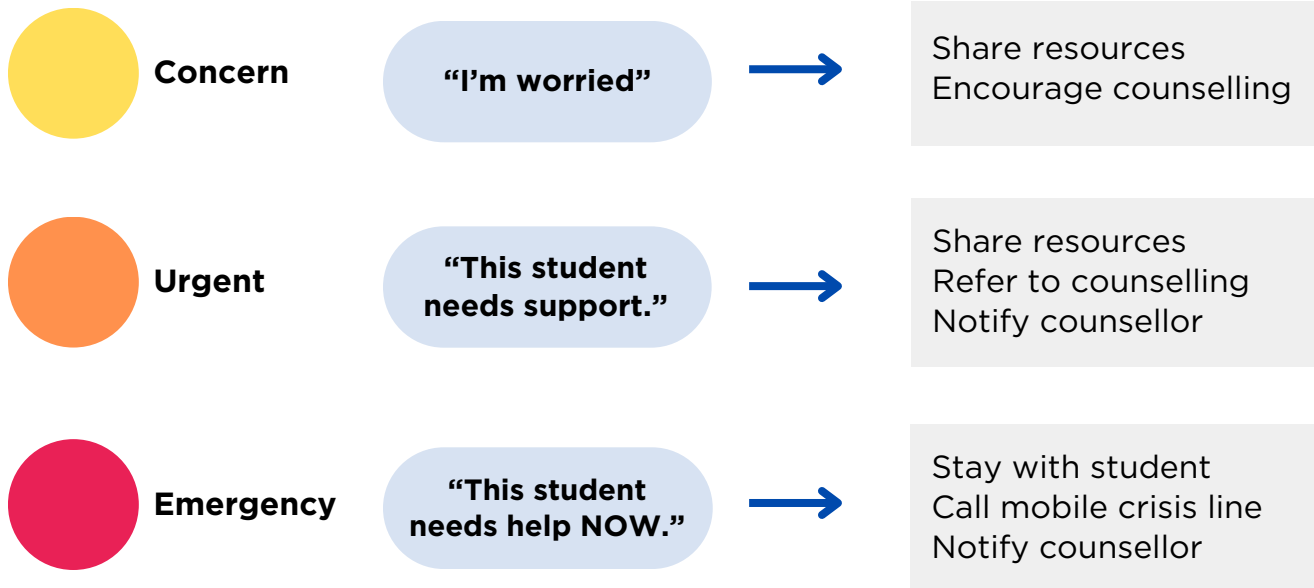 Concern
“I’m worried”
Share resources
Encourage counselling
Urgent
“This student
needs support.”
Share resources
Refer to counselling
Notify counsellor
Emergency
“This student
needs help NOW.”
Stay with student
Call mobile crisis line
Notify counsellor